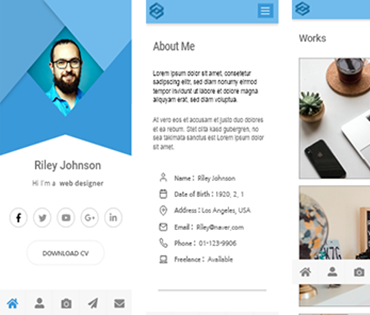 Riley Johnson
Hi I'm a web designer
DOWNLOAD CV
About Me
Lorem ipsum dolor sit amet, consetetur
sadipscing elitr, sed diam nonumy eirmod
tempor invidunt ut labore et dolore magna
aliquyam erat, sed diam voluptua.
At vero eos et accusam et justo duo dolores
et ea rebum. Stet clita kasd gubergren, no
sea takimata sanctus est Lorem ipsum dolor
sit amet.
Name : Riley Johnson
Date of Birth : 1920, 2, 1
Address : Los Angeles, USA
Email : Riley@naver.com
Phone : 01-123-9906
Freelance : Available
Works